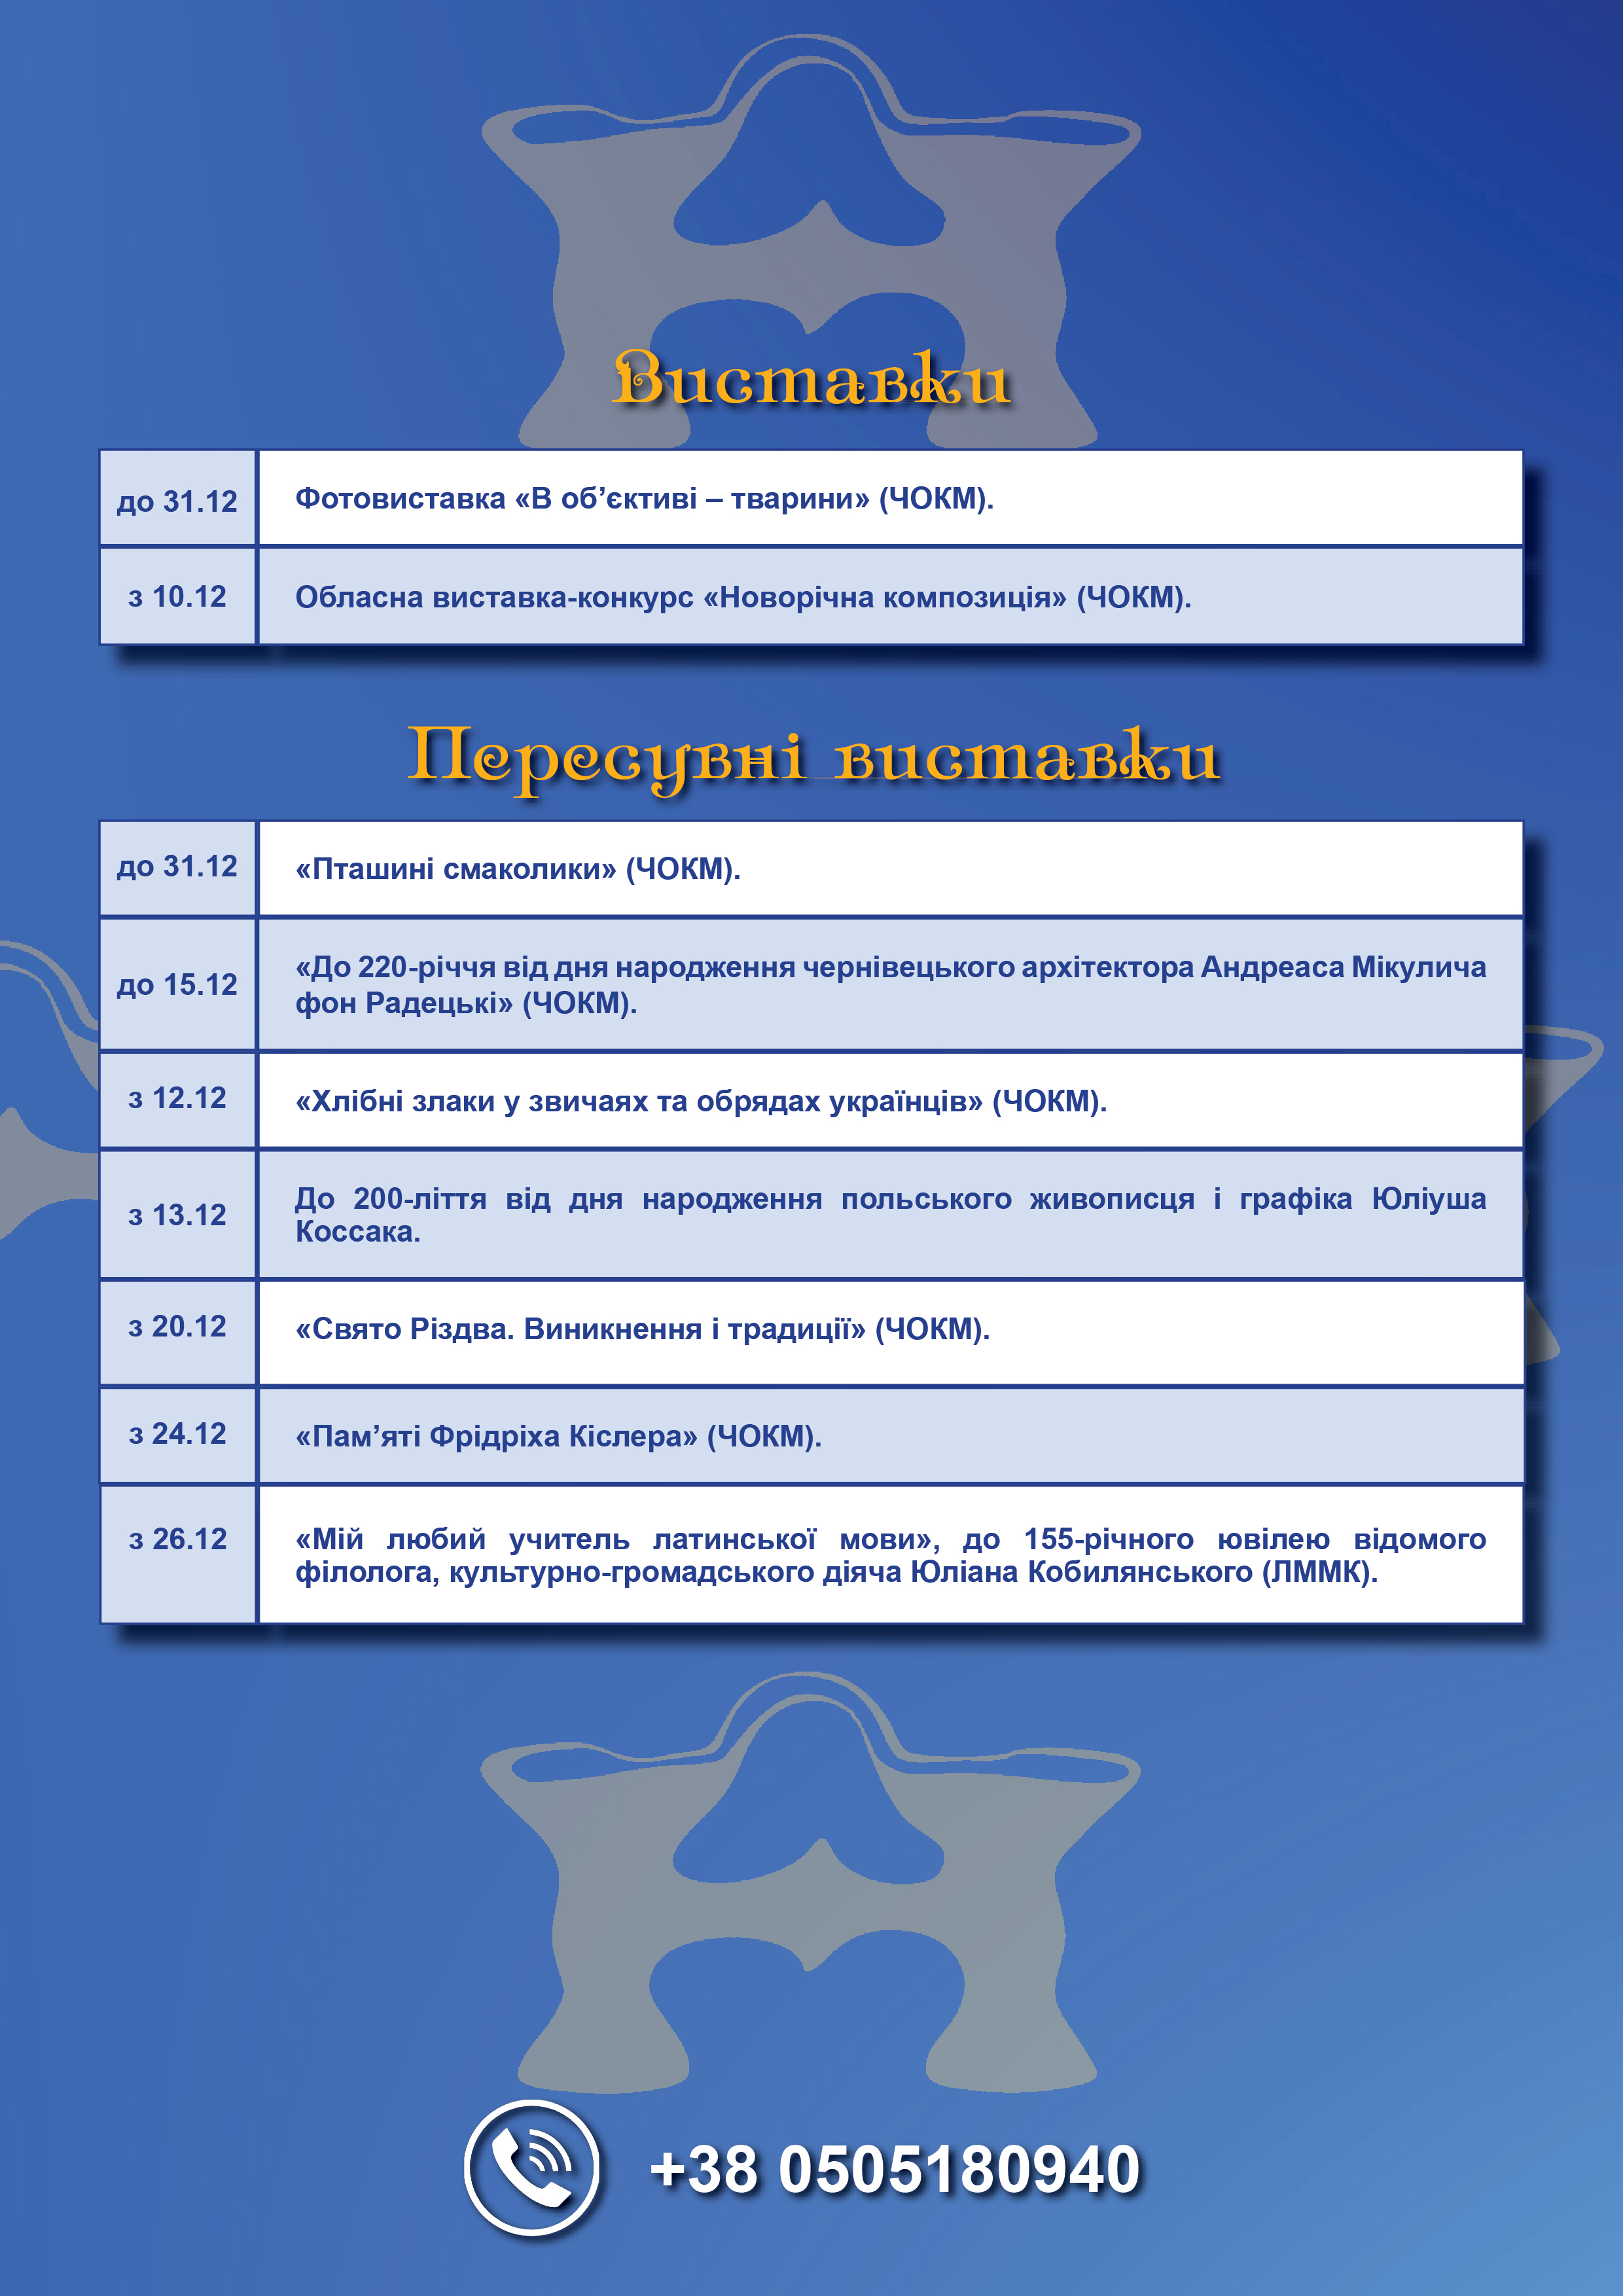 Виставки
до 31.12
Фотовиставка «В об’єктиві – тварини» (ЧОКМ).
з 10.12
Обласна виставка-конкурс «Новорічна композиція» (ЧОКМ).
Пересувні виставки
до 31.12
«Пташині смаколики» (ЧОКМ).
до 15.12
«До 220-річчя від дня народження чернівецького архітектора Андреаса Мікулича
фон Радецькі» (ЧОКМ).
з 12.12
«Хлібні злаки у звичаях та обрядах українців» (ЧОКМ).
з 13.12
До 200-ліття від дня народження польського живописця і графіка Юліуша
Коссака.
з 20.12
«Свято Різдва. Виникнення і традиції» (ЧОКМ).
з 24.12
«Пам’яті Фрідріха Кіслера» (ЧОКМ).
з 26.12
«Мій любий учитель латинської мови», до 155-річного ювілею відомого
філолога, культурно-громадського діяча Юліана Кобилянського (ЛММК).
+38 0505180940